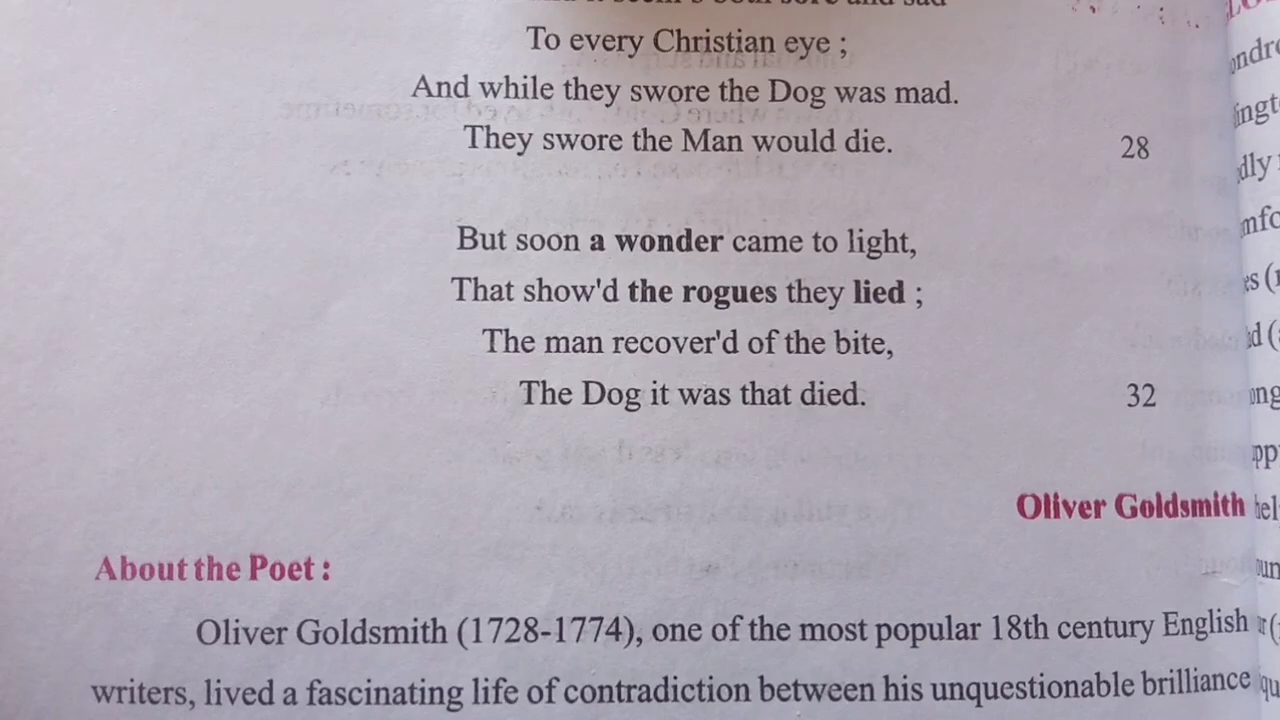 To every Christian eye ;
And while they swore the Dog was mad.
They swore the Man would die. 28
But soon a wonder came to light,
That show'd the rogues they lied ;
The man recover'd of the bite,
The Dog it was that died. 32
Oliver Goldsmith
About the Poet :
Oliver Goldsmith (1728-1774), one of the most popular 18th century English
writers, lived a fascinating life of contradiction between his unquestionable brilliance